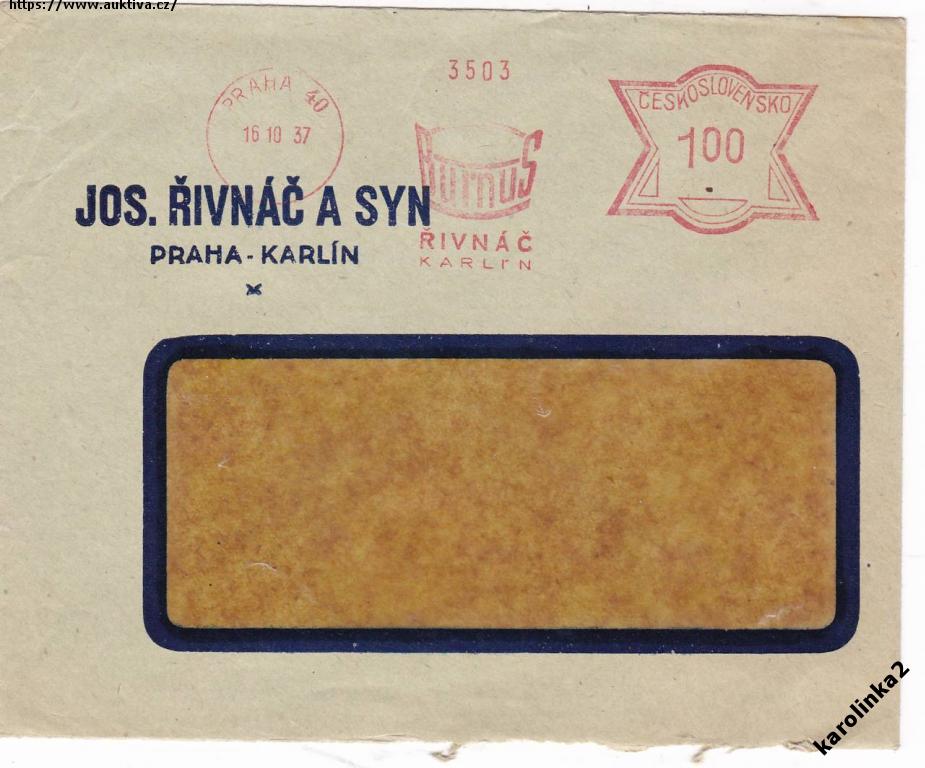 https://www.auktiva.cz/
PRAHA 40
16 10 37
3503
BurnuS
ŘIVNÁČ
KARLÍN
ČESKOSLOVENSKO
100
JOS. ŘIVNÁČ A SYN
PRAHA-KARLÍN
karolinka2